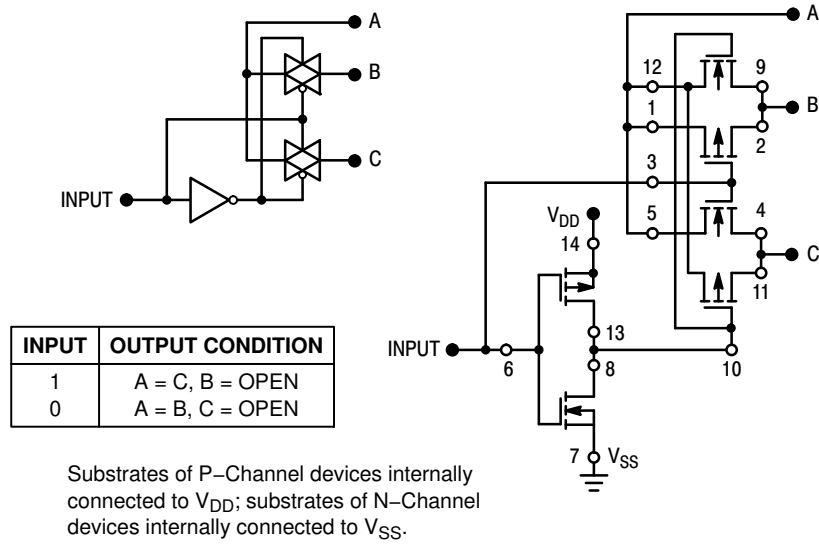 A
B
C
INPUT
INPUT OUTPUT CONDITION
1 A = C, B = OPEN
0 A = B, C = OPEN
Substrates of P−Channel devices internally
connected to VDD; substrates of N−Channel
devices internally connected to VSS.
A
12 9
B
1 2
3
VDD 5 4
14
C
11
13
INPUT
6 8 10
7 VSS